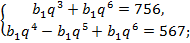 b₁q³ + b₁q⁶ = 756,
b₁q⁴ − b₁q⁵ + b₁q⁶ = 567;